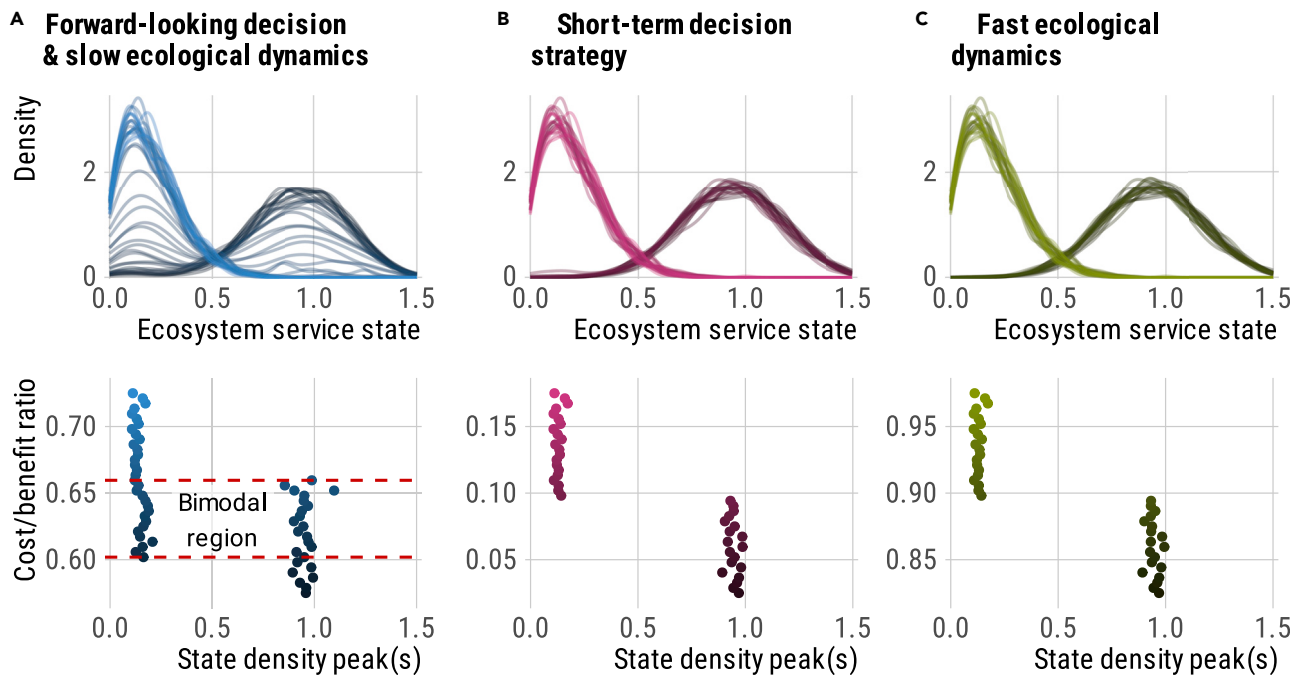 A Forward-looking decision
& slow ecological dynamics
Density
2
0
0.0 0.5 1.0 1.5
Ecosystem service state
Cost/benefit ratio
0.70
0.65
0.60
Bimodal
region
0.0 0.5 1.0 1.5
State density peak(s)
B Short-term decision
strategy
2
0
0.0 0.5 1.0 1.5
Ecosystem service state
0.15
0.10
0.05
0.0 0.5 1.0 1.5
State density peak(s)
C Fast ecological
dynamics
2
0
0.0 0.5 1.0 1.5
Ecosystem service state
0.95
0.90
0.85
0.0 0.5 1.0 1.5
State density peak(s)